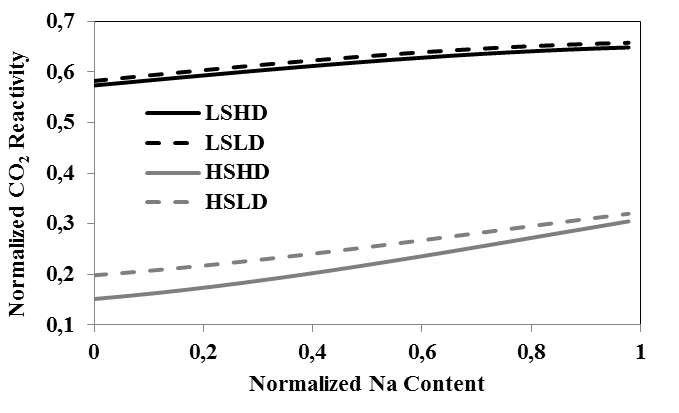 0,7
0,6
0,5
0,4
0,3
0,2
0,1
Normalized CO₂ Reactivity
LSHD
LSLD
HSHD
HSLD
0 0,2 0,4 0,6 0,8 1
Normalized Na Content